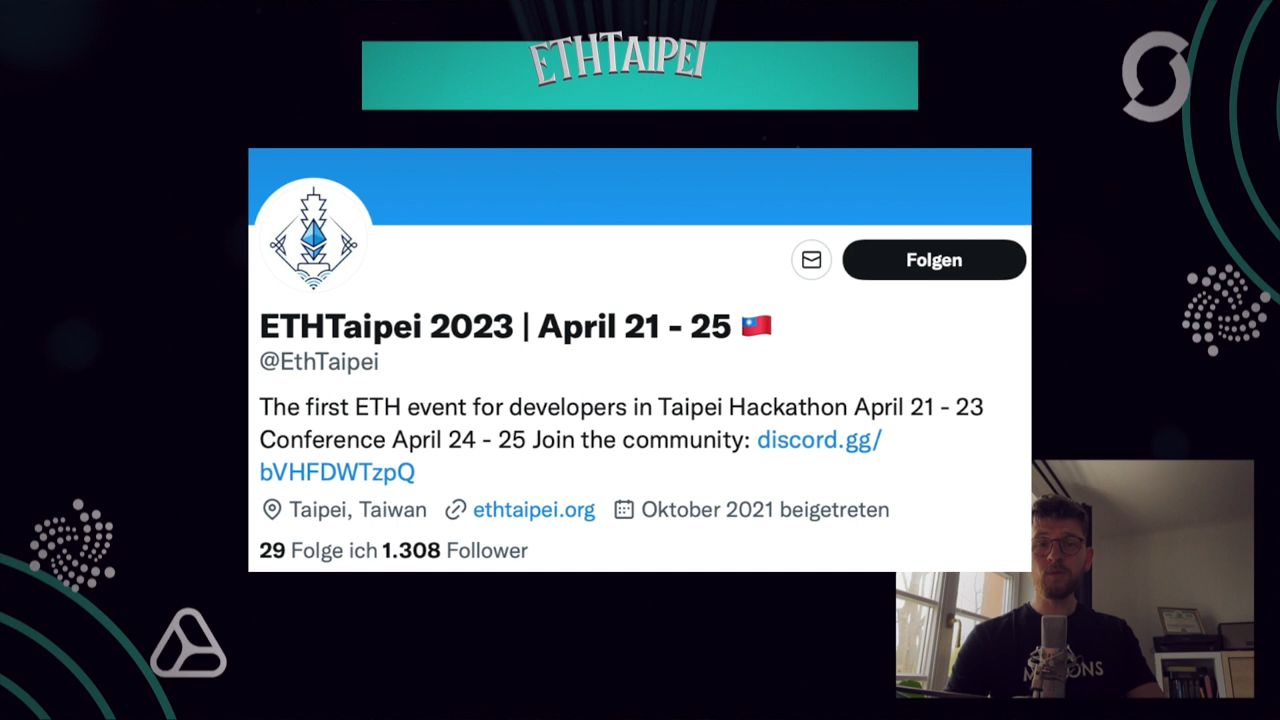 ETHTAIPEI
Folgen
ETHTaipei 2023 | April 21 - 25 🇹🇼
@EthTaipei
The first ETH event for developers in Taipei Hackathon April 21 - 23
Conference April 24 - 25 Join the community: discord.gg/
bVHFDWTzpQ
Taipei, Taiwan ethtaipei.org Oktober 2021 beigetreten
29 Folge ich 1.308 Follower